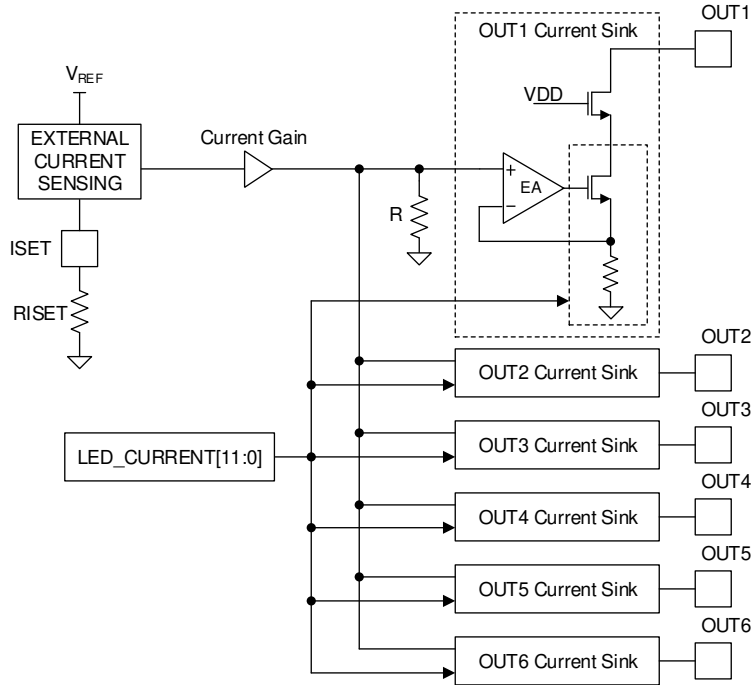 OUT1
OUT1 Current Sink
VREF
VDD
EXTERNAL
CURRENT
SENSING
Current Gain
+
EA
−
R
ISET
RISET
OUT2
OUT2 Current Sink
OUT3
OUT3 Current Sink
LED_CURRENT[11:0]
OUT4
OUT4 Current Sink
OUT5
OUT5 Current Sink
OUT6
OUT6 Current Sink